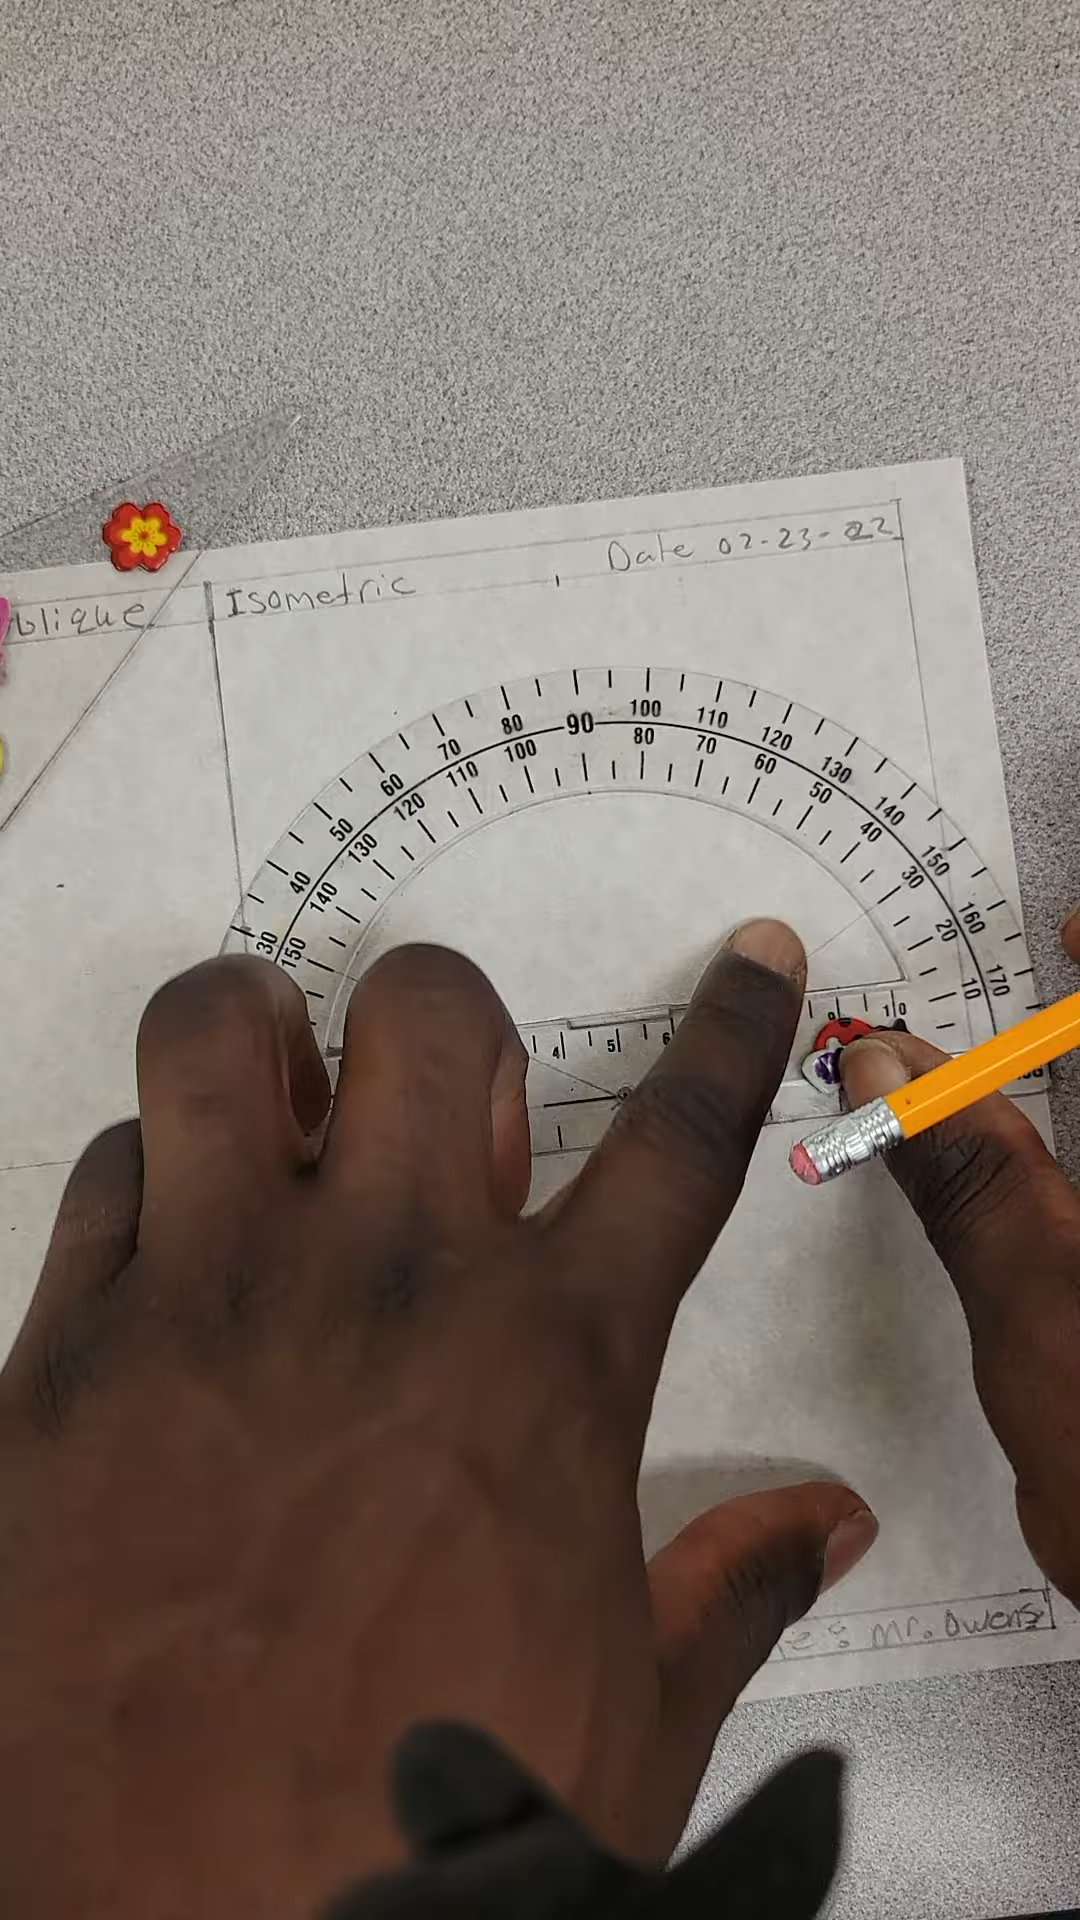 blique
Isometric
Date 02-23-22
80 90 100 110
70 100 80 70 120
60 110 60 130
50 120 50 140
40 130 40 150
30 140 30 160
150 20 170
10
4 5 6 9 10
Mr. Owens